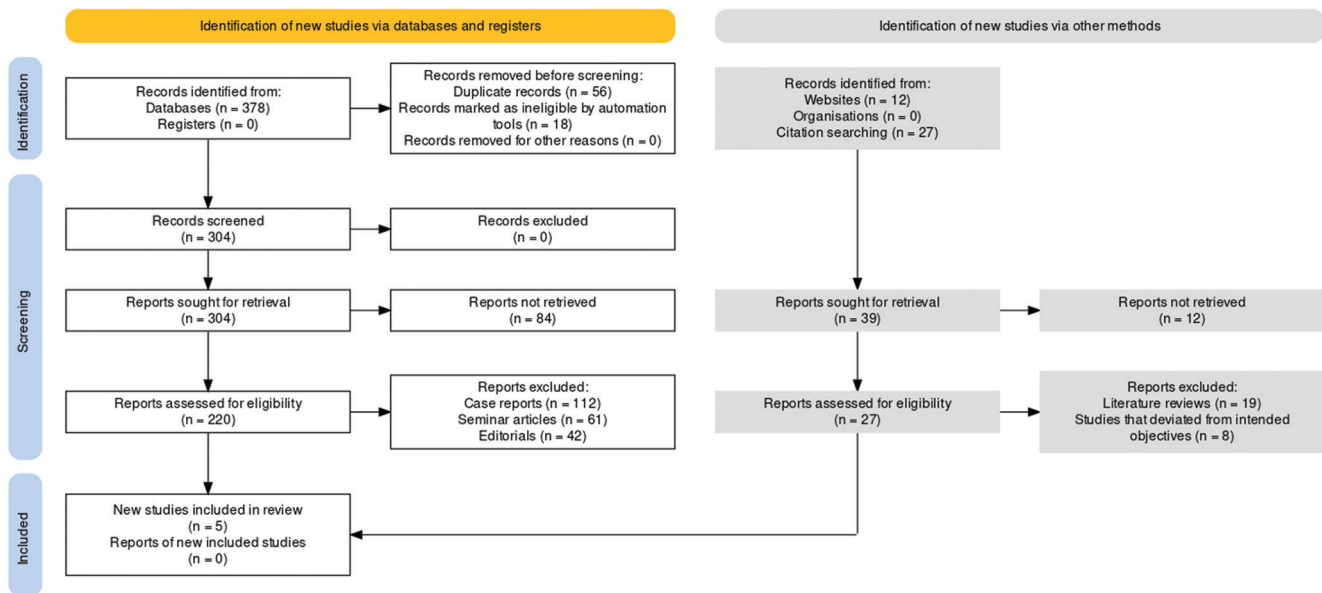 Identification of new studies via databases and registers
Identification of new studies via other methods
Identification
Records identified from:
Databases (n = 378)
Registers (n = 0)
Records removed before screening:
Duplicate records (n = 56)
Records marked as ineligible by automation
tools (n = 18)
Records removed for other reasons (n = 0)
Records identified from:
Websites (n = 12)
Organisations (n = 0)
Citation searching (n = 27)
Screening
Records screened
(n = 304)
Records excluded
(n = 0)
Reports sought for retrieval
(n = 304)
Reports not retrieved
(n = 84)
Reports sought for retrieval
(n = 39)
Reports not retrieved
(n = 12)
Reports assessed for eligibility
(n = 220)
Reports excluded:
Case reports (n = 112)
Seminar articles (n = 61)
Editorials (n = 42)
Reports assessed for eligibility
(n = 27)
Reports excluded:
Literature reviews (n = 19)
Studies that deviated from intended
objectives (n = 8)
Included
New studies included in review
(n = 5)
Reports of new included studies
(n = 0)